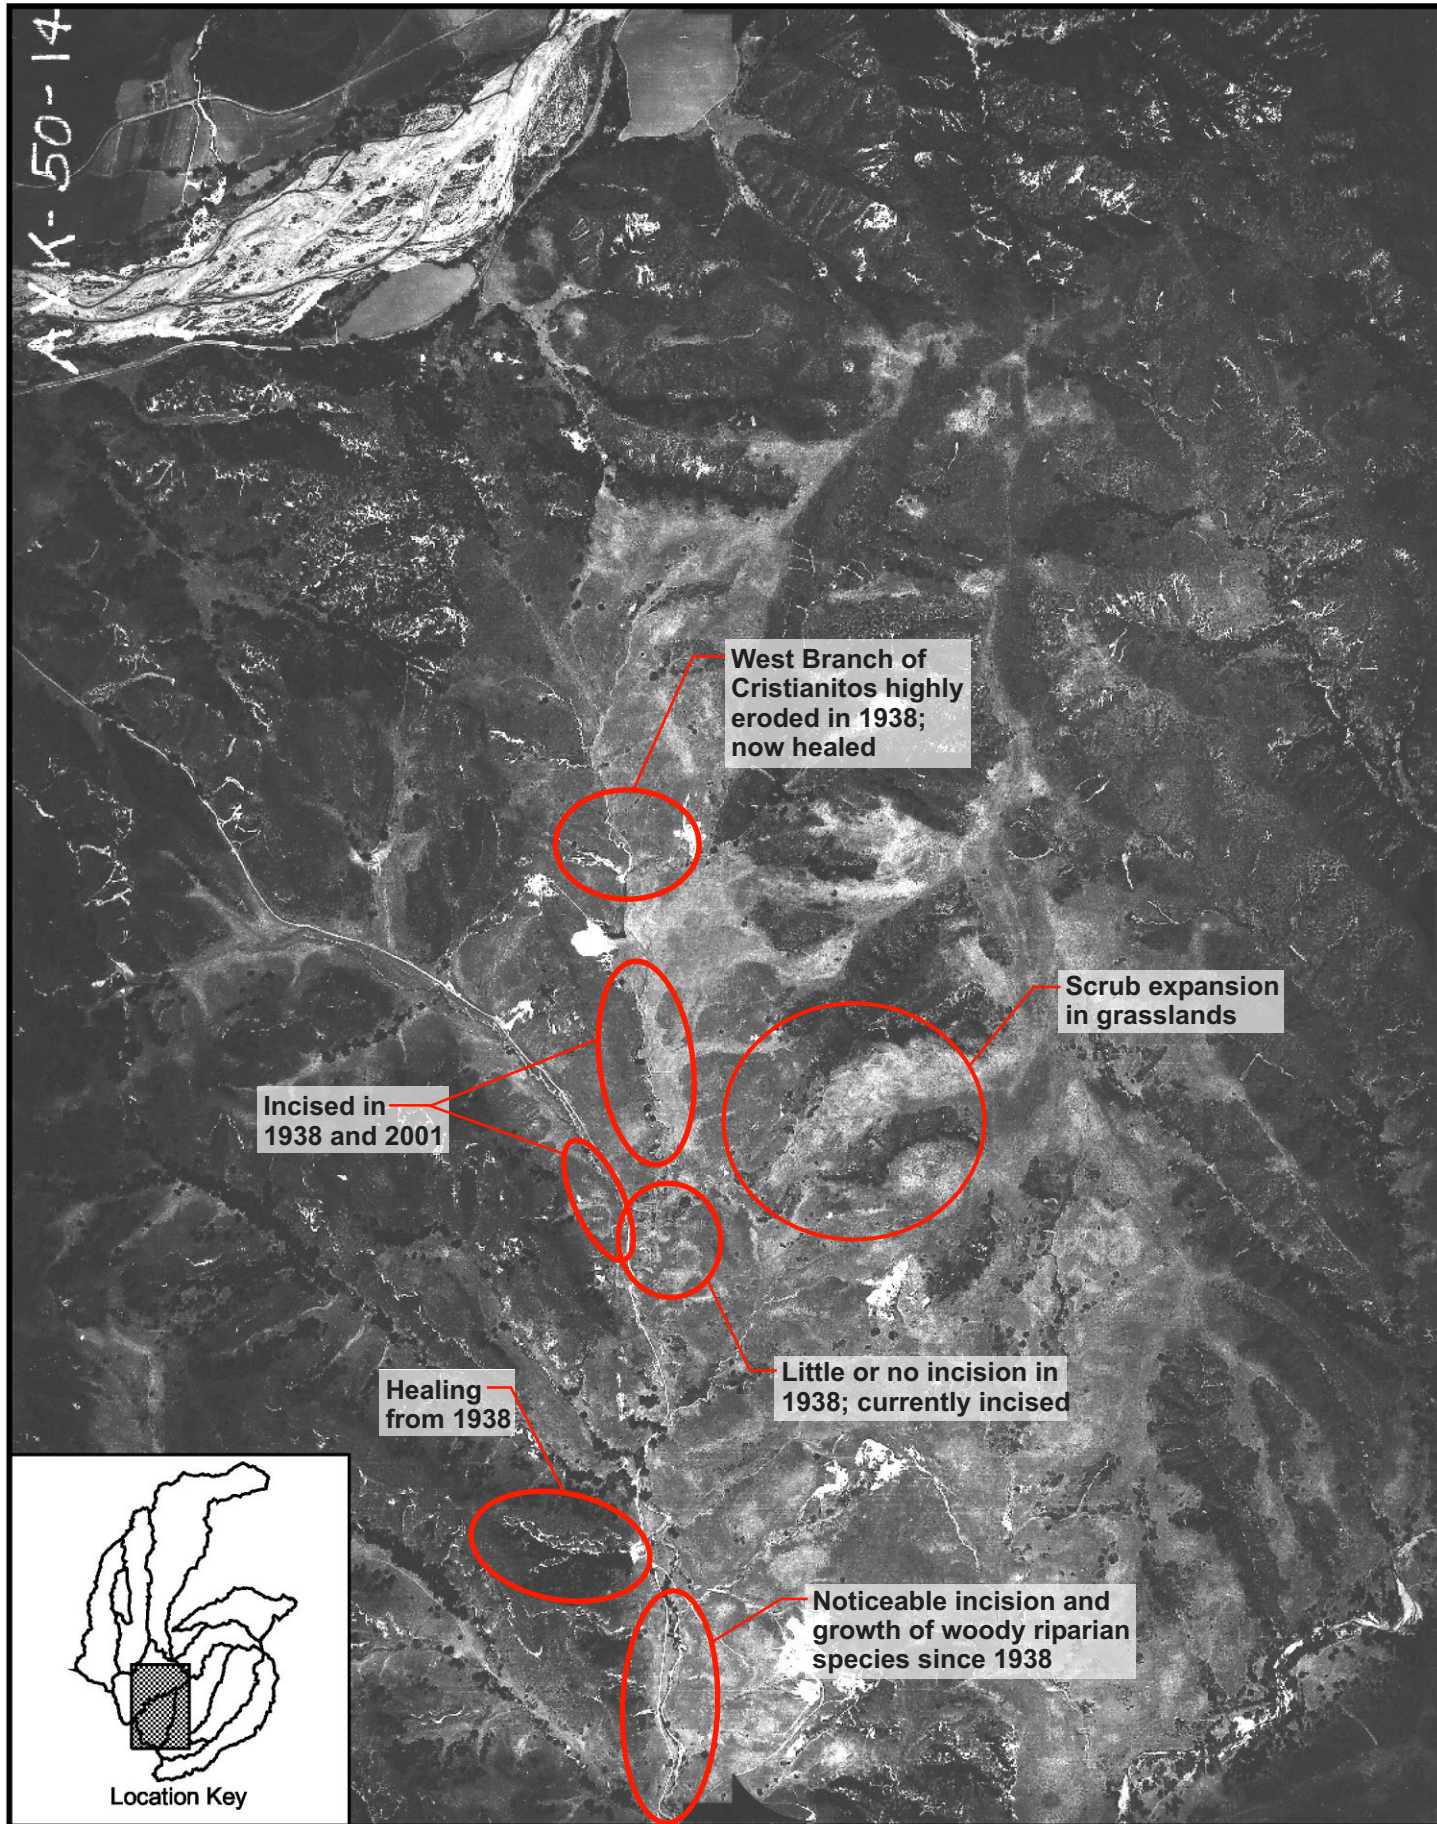 AXK-50-14
West Branch of
Cristianitos highly
eroded in 1938;
now healed
Scrub expansion
in grasslands
Incised in
1938 and 2001
Little or no incision in
1938; currently incised
Healing
from 1938
Noticeable incision and
growth of woody riparian
species since 1938
Location Key